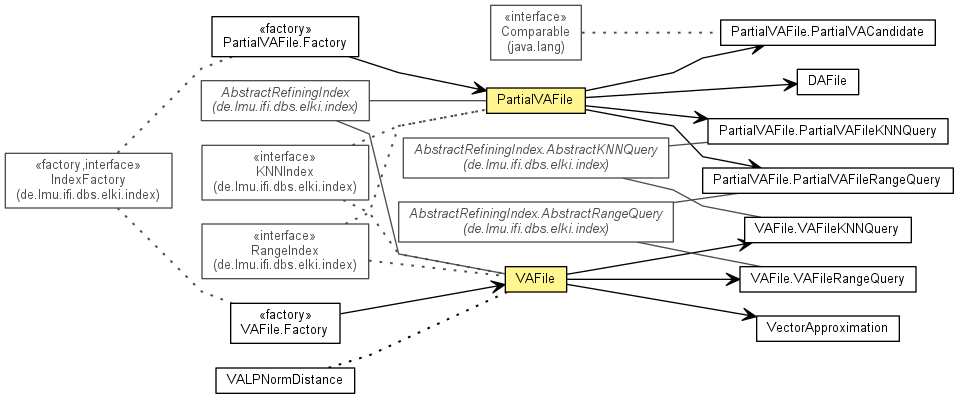 «factory»
PartialVAFile.Factory
«interface»
Comparable
(java.lang)
PartialVAFile.PartialVACandidate
AbstractRefiningIndex
(de.lmu.ifi.dbs.elki.index)
PartialVAFile
DAFile
PartialVAFile.PartialVAFileKNNQuery
«factory,interface»
IndexFactory
(de.lmu.ifi.dbs.elki.index)
«interface»
KNNIndex
(de.lmu.ifi.dbs.elki.index)
AbstractRefiningIndex.AbstractKNNQuery
(de.lmu.ifi.dbs.elki.index)
PartialVAFile.PartialVAFileRangeQuery
AbstractRefiningIndex.AbstractRangeQuery
(de.lmu.ifi.dbs.elki.index)
VAFile.VAFileKNNQuery
«interface»
RangeIndex
(de.lmu.ifi.dbs.elki.index)
VAFile
VAFile.VAFileRangeQuery
«factory»
VAFile.Factory
VectorApproximation
VALPNormDistance